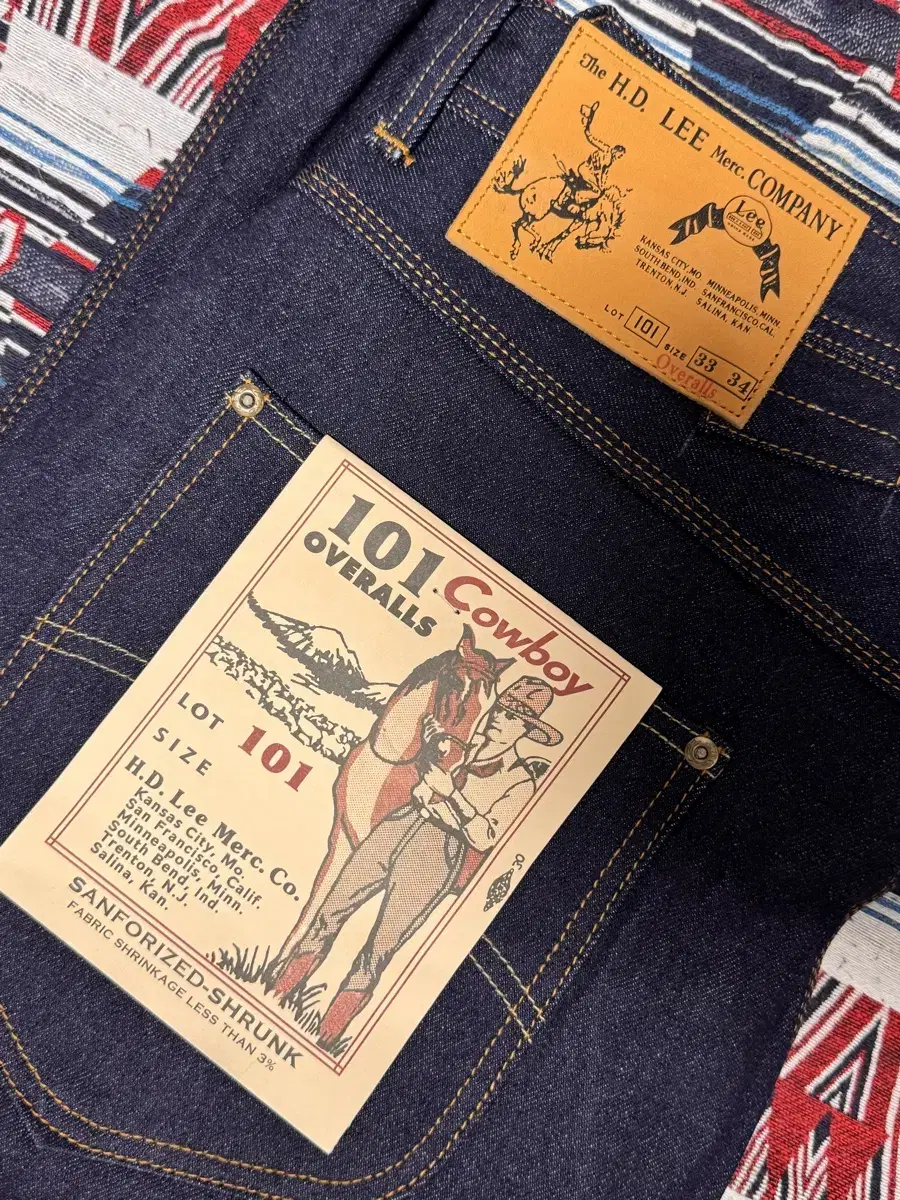 The H.D. LEE Merc. COMPANY
Lee
KANSAS CITY, MO MINNEAPOLIS, MINN.
SOUTH BEND, IND SANFRANCISCO, CAL.
TRENTON, N.J. SALINA, KAN.
LOT 101 SIZE 33 34
Overalls
101 Cowboy
OVERALLS
LOT 101
SIZE
H.D. Lee Merc. Co.
Kansas City, Mo.
San Francisco, Calif.
Minneapolis, Minn.
South Bend, Ind.
Trenton, N.J.
Salina, Kan.
30
SANFORIZED-SHRUNK
FABRIC SHRINKAGE LESS THAN 3%